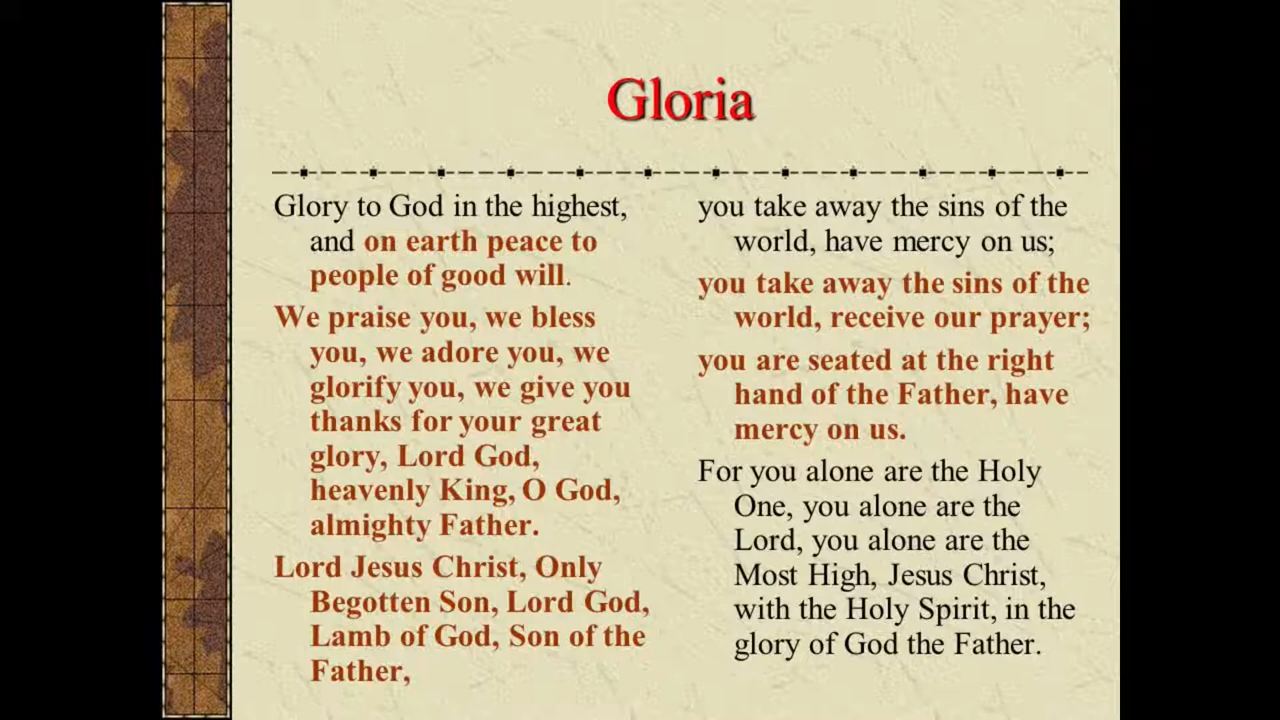 Gloria
Glory to God in the highest,
and on earth peace to
people of good will.
We praise you, we bless
you, we adore you, we
glorify you, we give you
thanks for your great
glory, Lord God,
heavenly King, O God,
almighty Father.
Lord Jesus Christ, Only
Begotten Son, Lord God,
Lamb of God, Son of the
Father,
you take away the sins of the
world, have mercy on us;
you take away the sins of the
world, receive our prayer;
you are seated at the right
hand of the Father, have
mercy on us.
For you alone are the Holy
One, you alone are the
Lord, you alone are the
Most High, Jesus Christ,
with the Holy Spirit, in the
glory of God the Father.